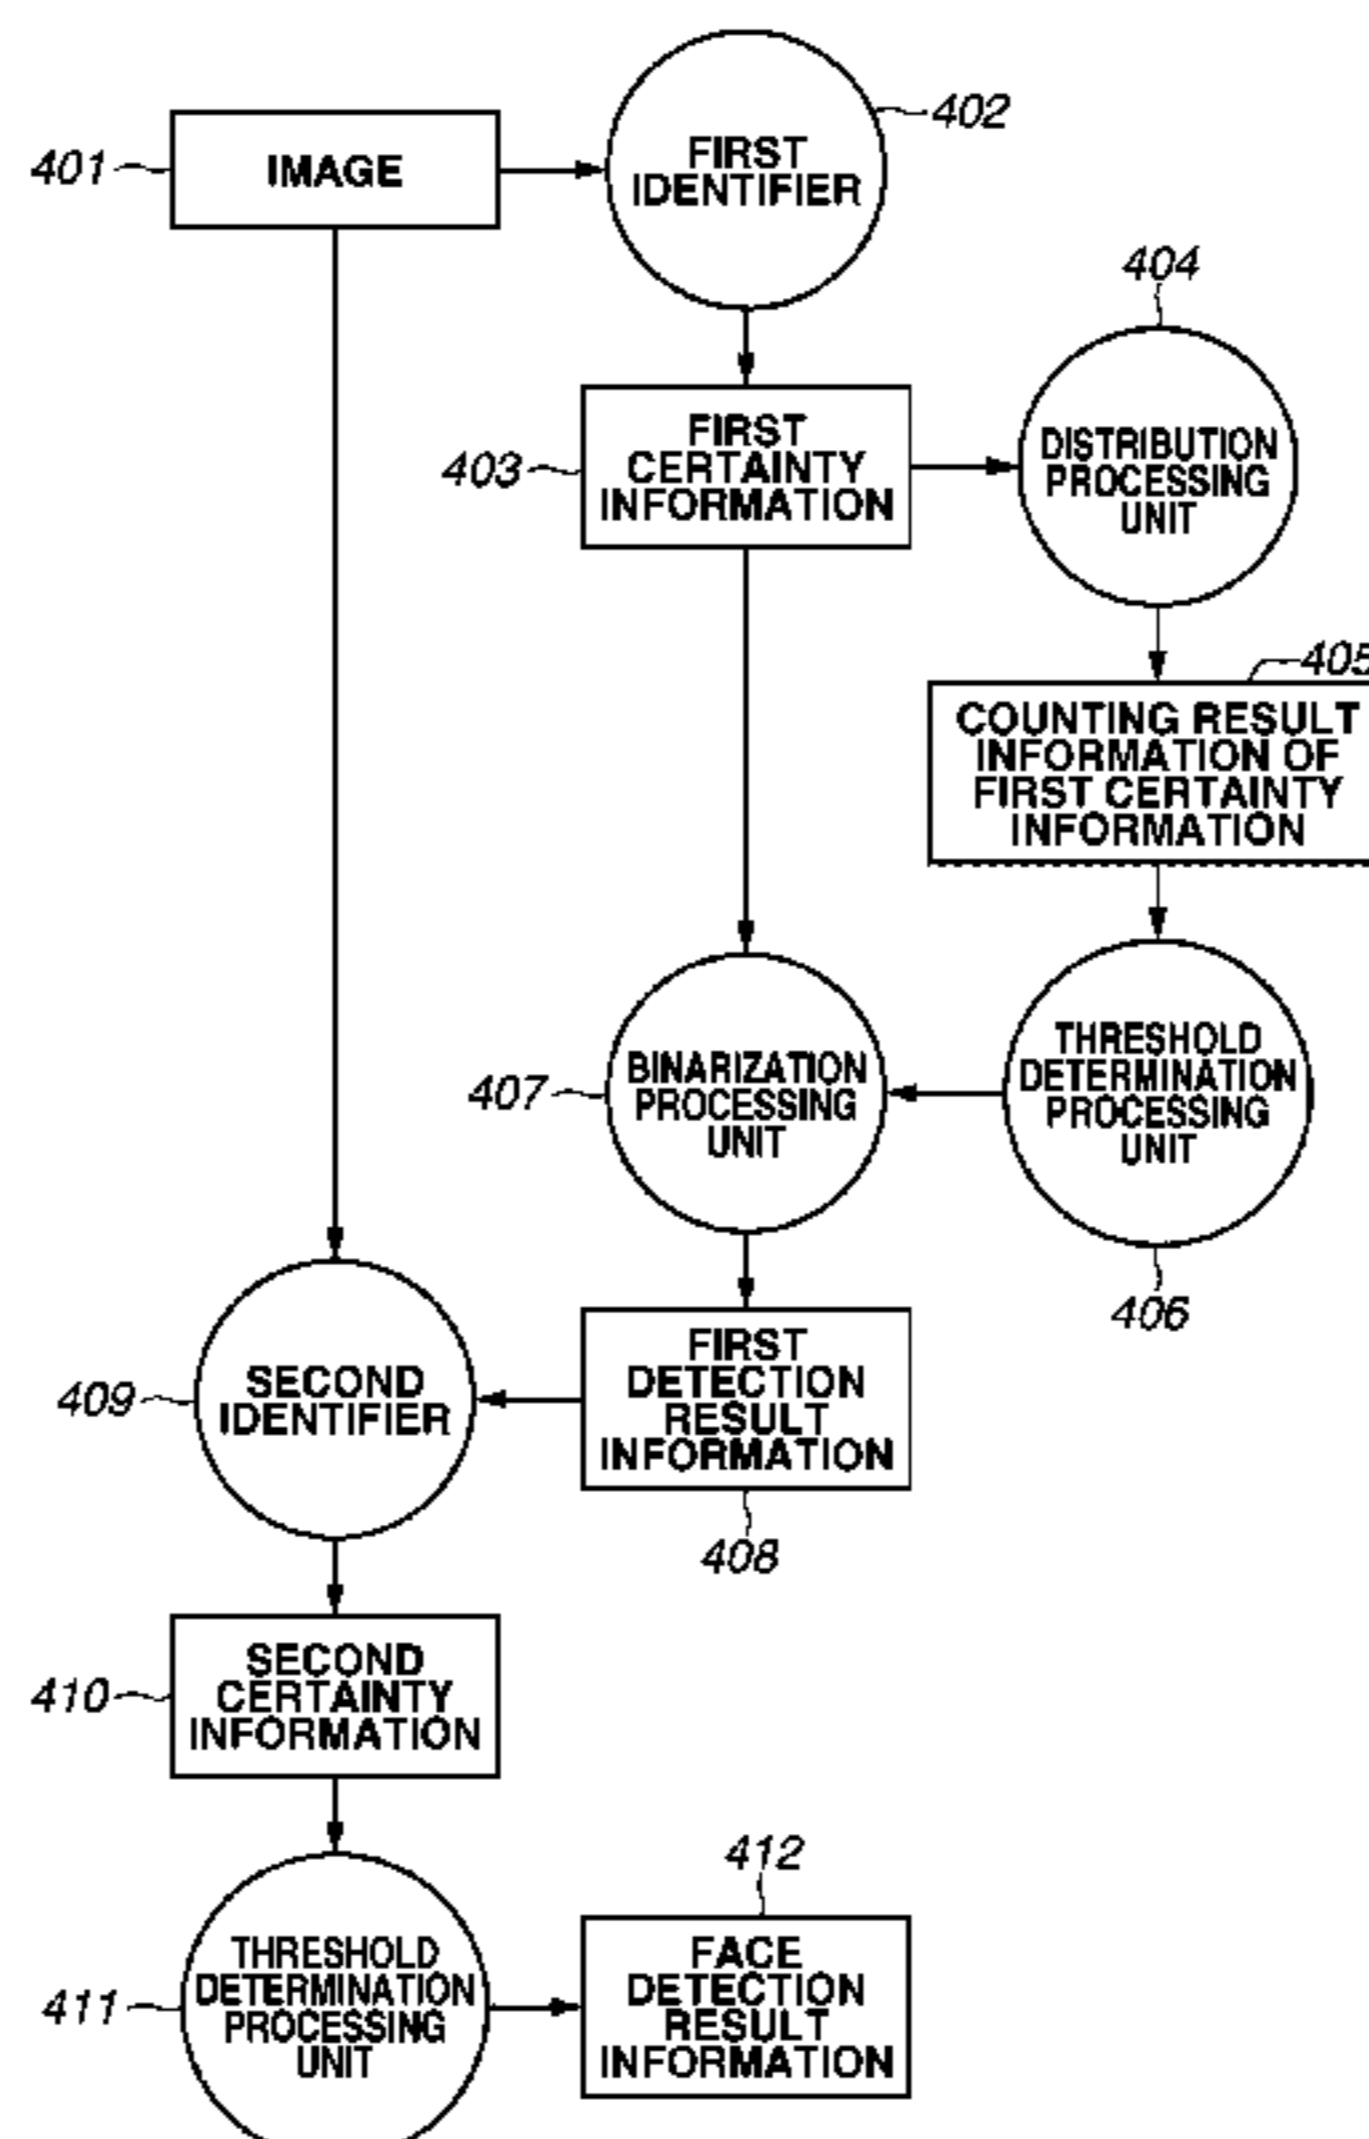 402
401
IMAGE
FIRST
IDENTIFIER
404
403
FIRST
CERTAINTY
INFORMATION
DISTRIBUTION
PROCESSING
UNIT
405
COUNTING RESULT
INFORMATION OF
FIRST CERTAINTY
INFORMATION
407
BINARIZATION
PROCESSING
UNIT
THRESHOLD
DETERMINATION
PROCESSING
UNIT
406
409
SECOND
IDENTIFIER
FIRST
DETECTION
RESULT
INFORMATION
408
410
SECOND
CERTAINTY
INFORMATION
412
411
THRESHOLD
DETERMINATION
PROCESSING
UNIT
FACE
DETECTION
RESULT
INFORMATION